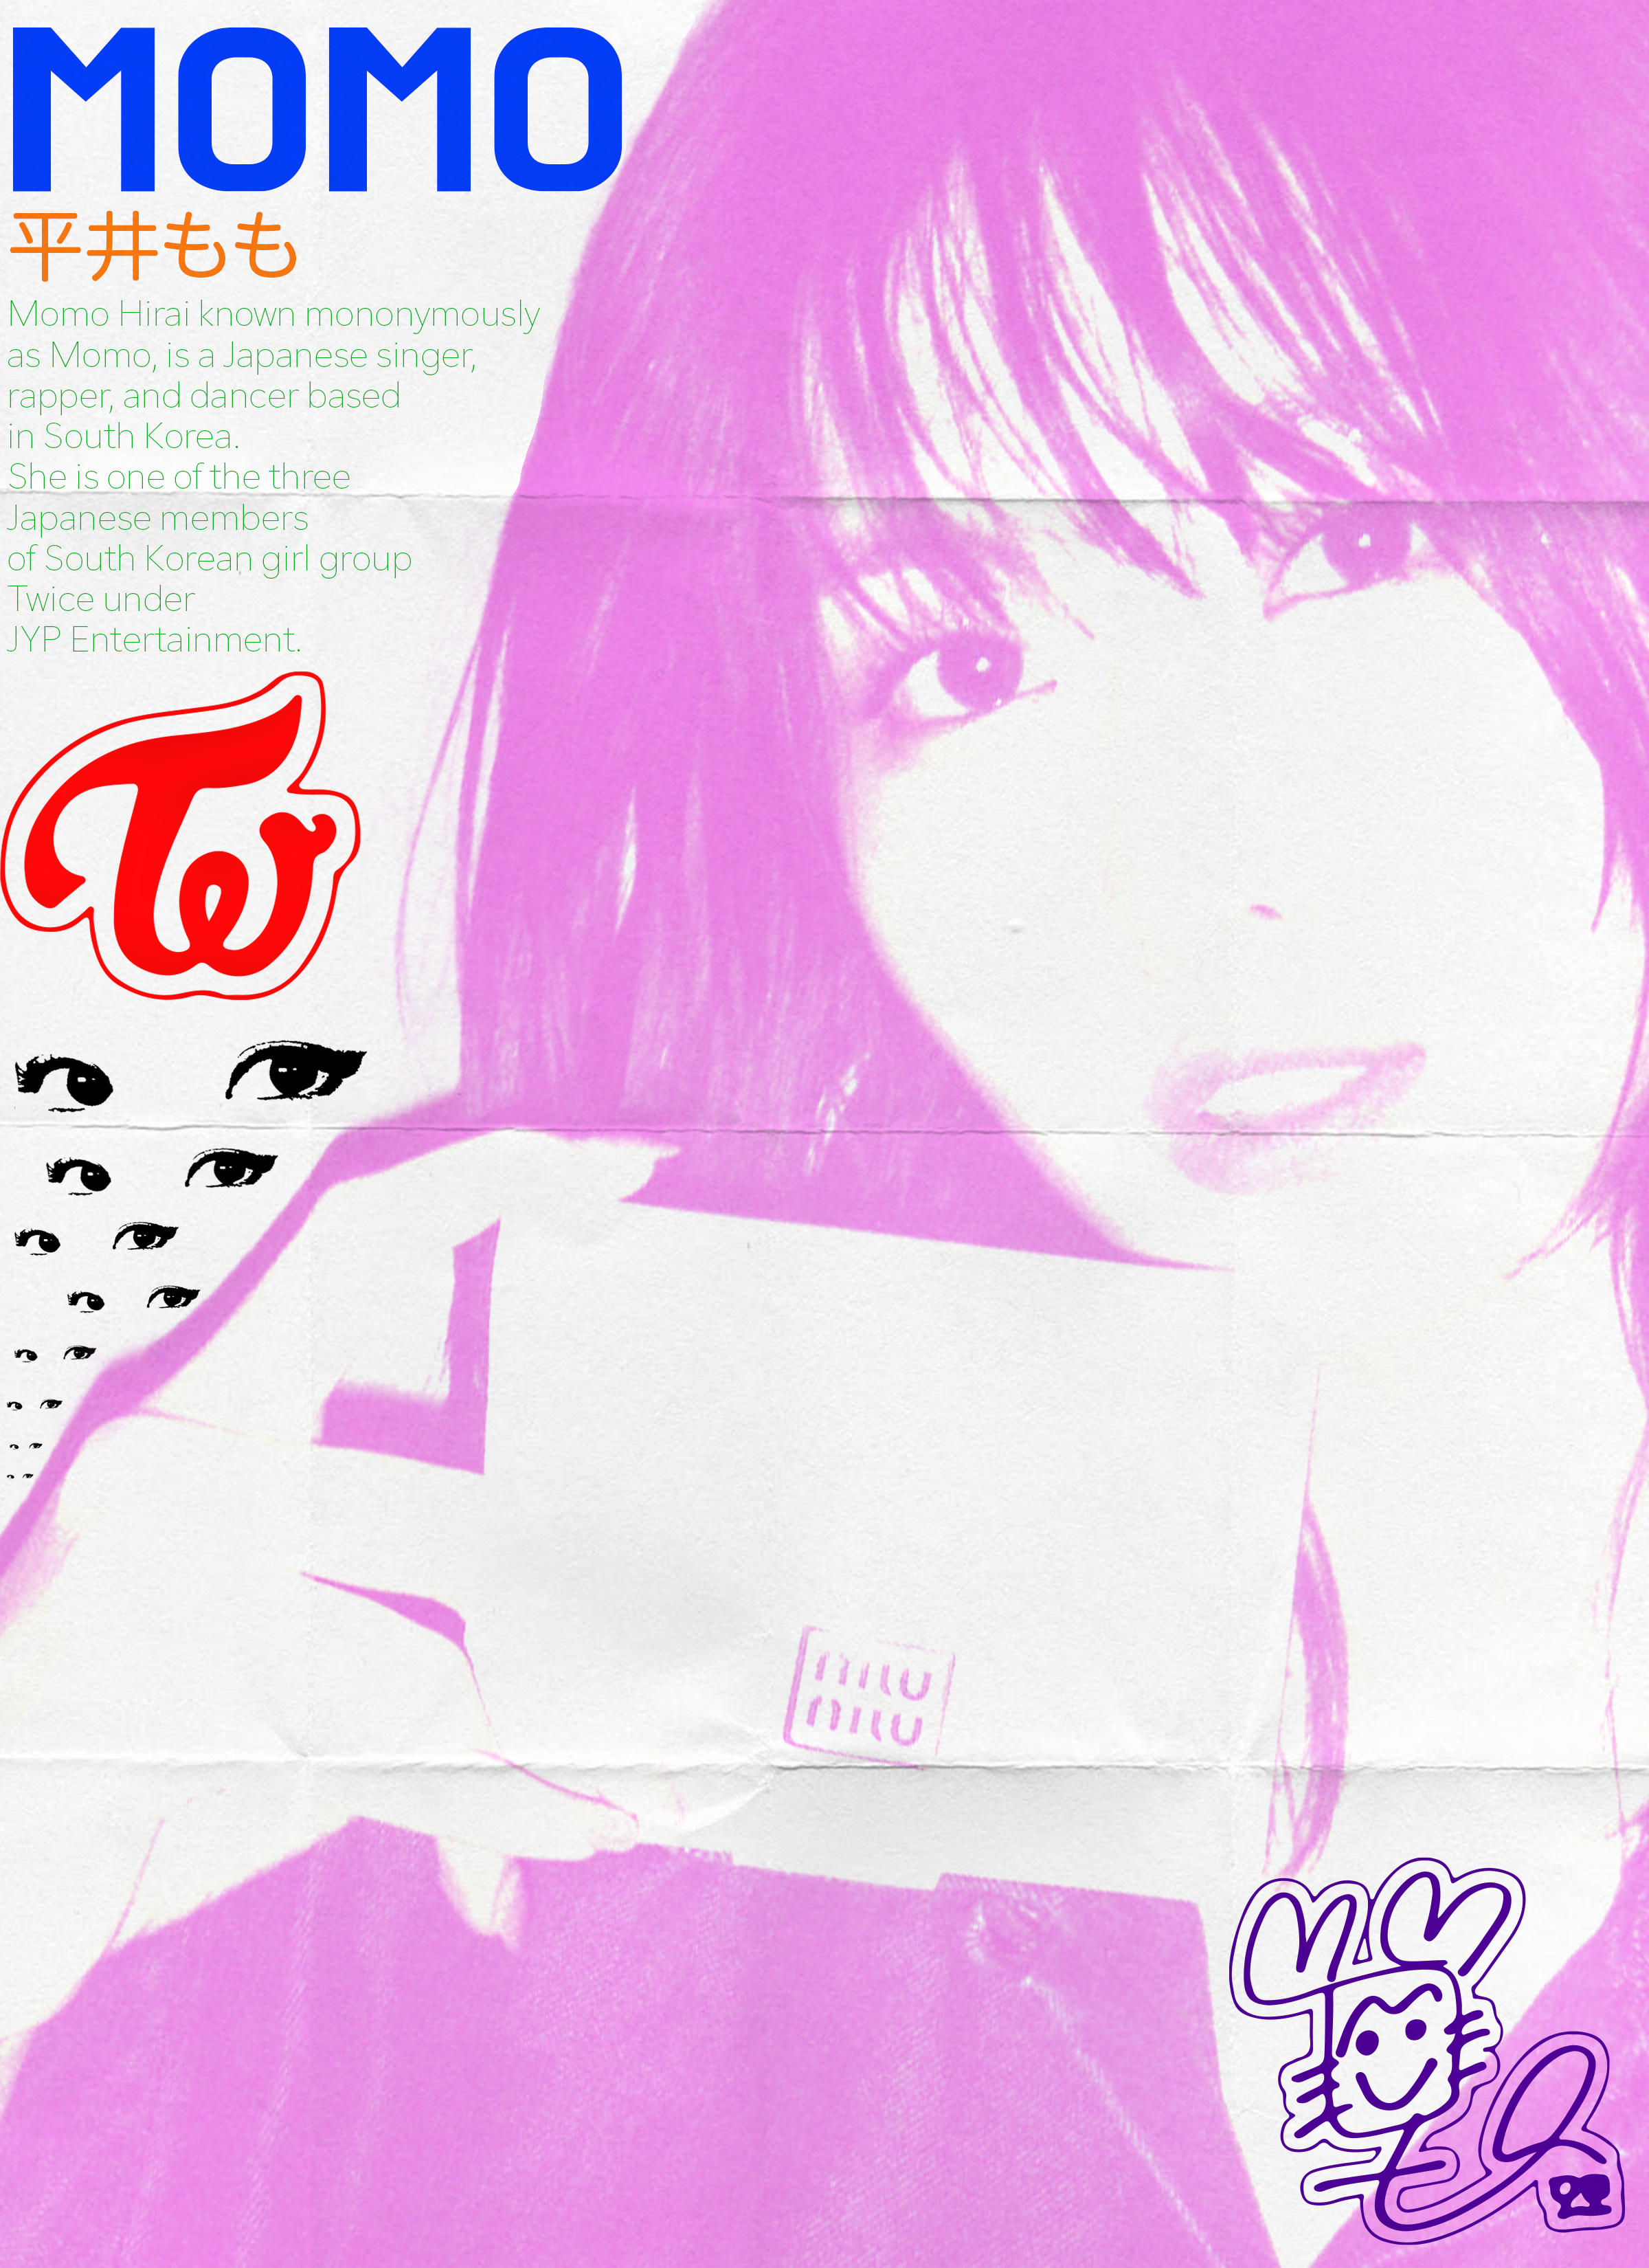 MOMO
平井もも
Momo Hirai known mononymously
as Momo, is a Japanese singer,
rapper, and dancer based
in South Korea.
She is one of the three
Japanese members
of South Korean girl group
Twice under
JYP Entertainment.
TW
miu
miu